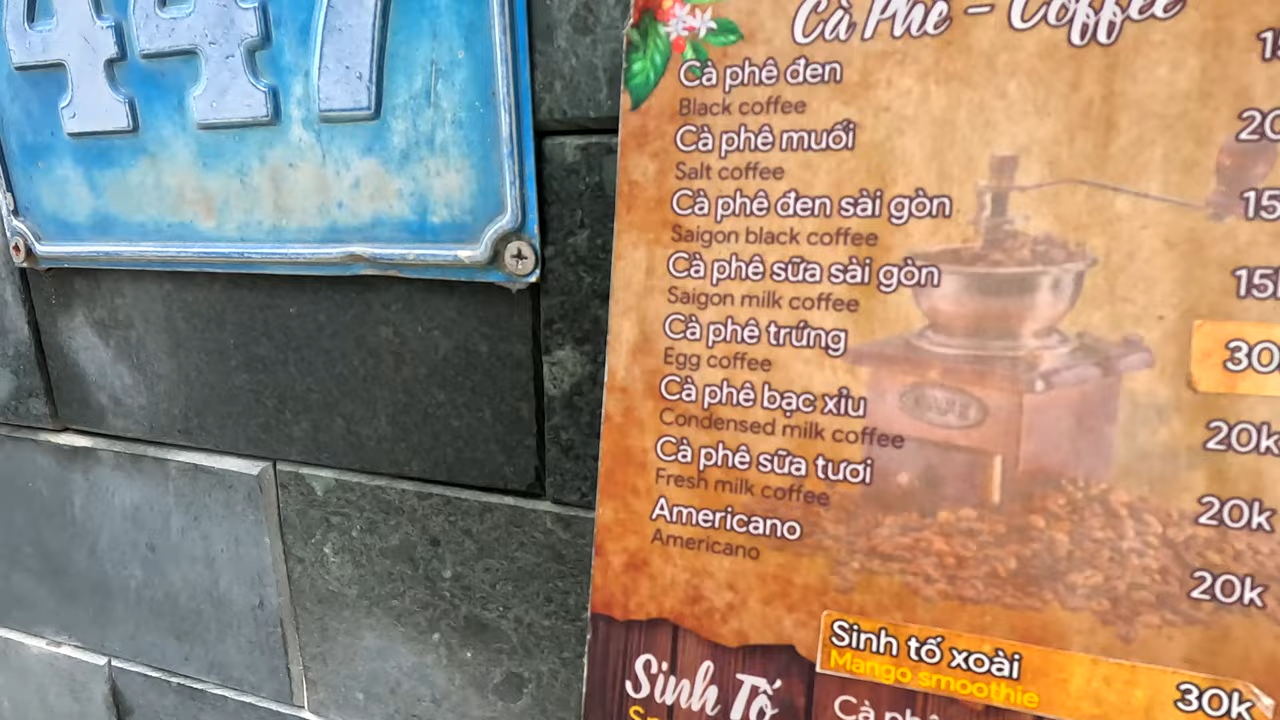 447
Cà Phê - Coffee
Cà phê đen
Black coffee
Cà phê muối
Salt coffee
Cà phê đen sài gòn
15
Saigon black coffee
Cà phê sữa sài gòn
15
Saigon milk coffee
Cà phê trứng
30
Egg coffee
Cà phê bạc xỉu
20k
Condensed milk coffee
Cà phê sữa tươi
20k
Fresh milk coffee
Americano
20k
Americano
Sinh tố xoài
30k
Mango smoothie
Sinh Tố